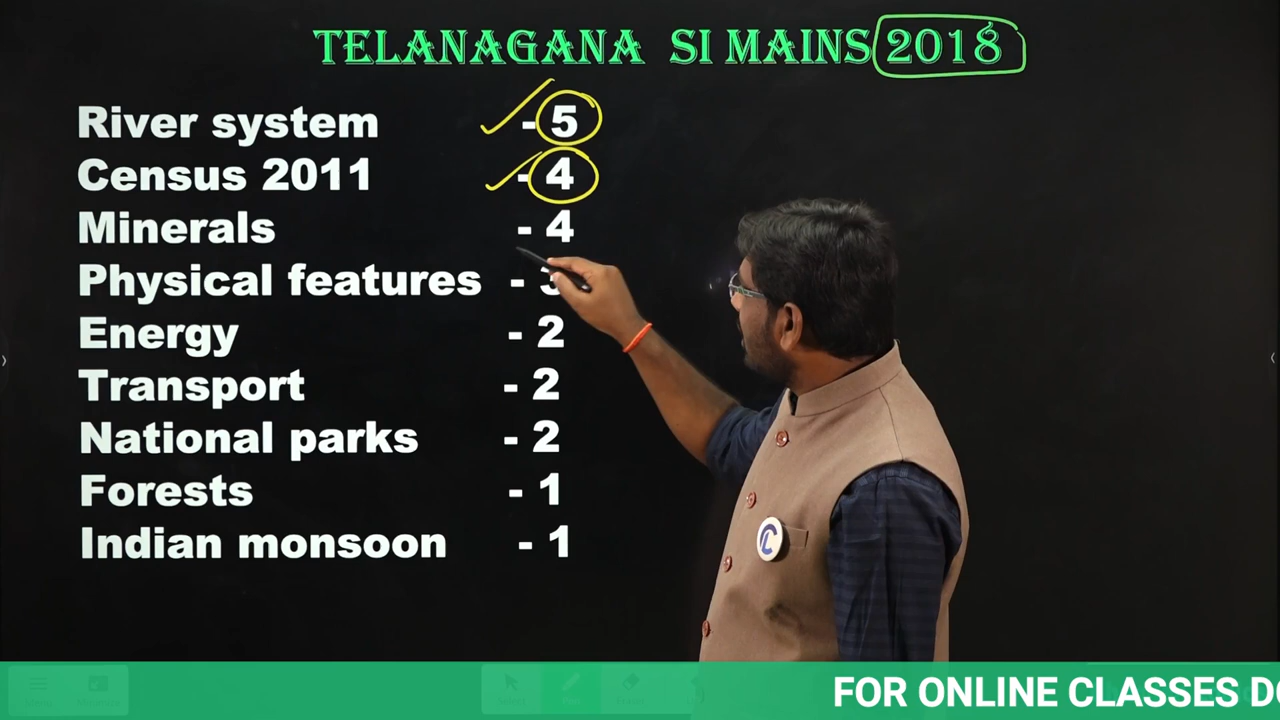 TELANAGANA SI MAINS 2018
River system - 5
Census 2011 - 4
Minerals - 4
Physical features - 3
Energy - 2
Transport - 2
National parks - 2
Forests - 1
Indian monsoon - 1
FOR ONLINE CLASSES